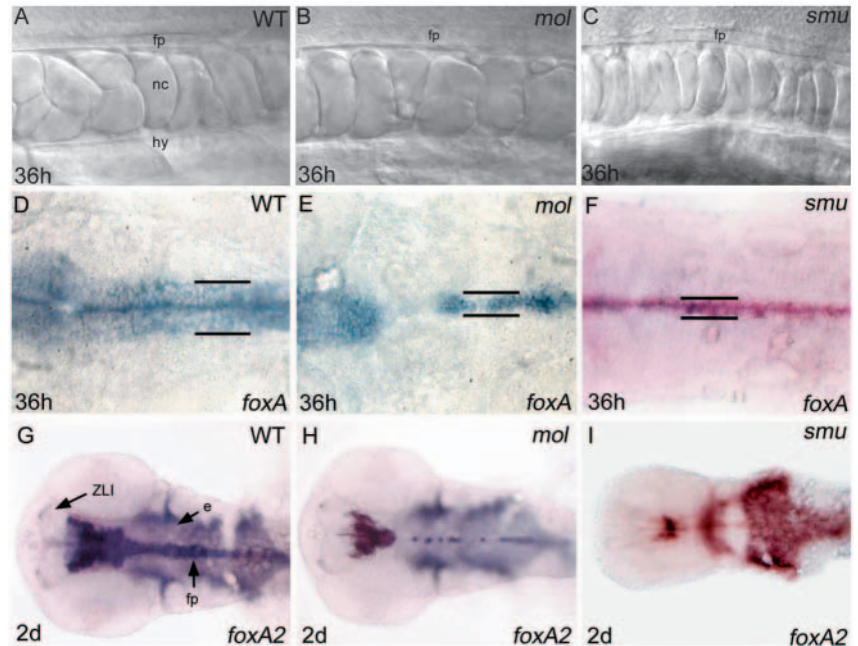 A WT
fp
nc
hy
36h
B mol
fp
36h
C smu
fp
36h
D WT
36h foxA
E mol
36h foxA
F smu
36h foxA
G WT
ZLI
e
fp
2d foxA2
H mol
2d foxA2
I smu
2d foxA2